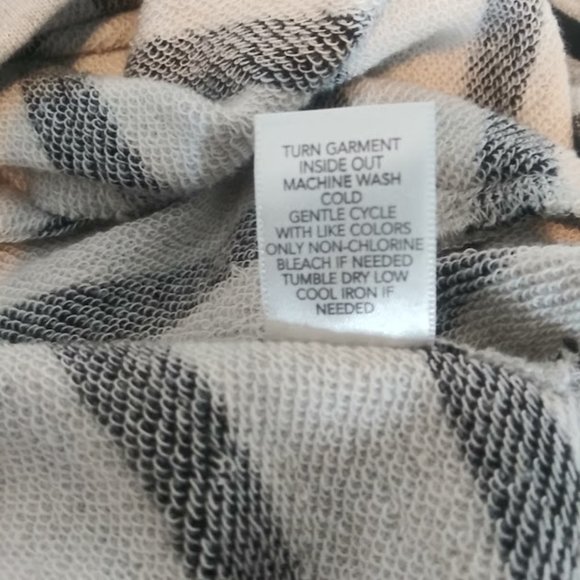 TURN GARMENT
INSIDE OUT
MACHINE WASH
COLD
GENTLE CYCLE
WITH LIKE COLORS
ONLY NON-CHLORINE
BLEACH IF NEEDED
TUMBLE DRY LOW
COOL IRON IF
NEEDED